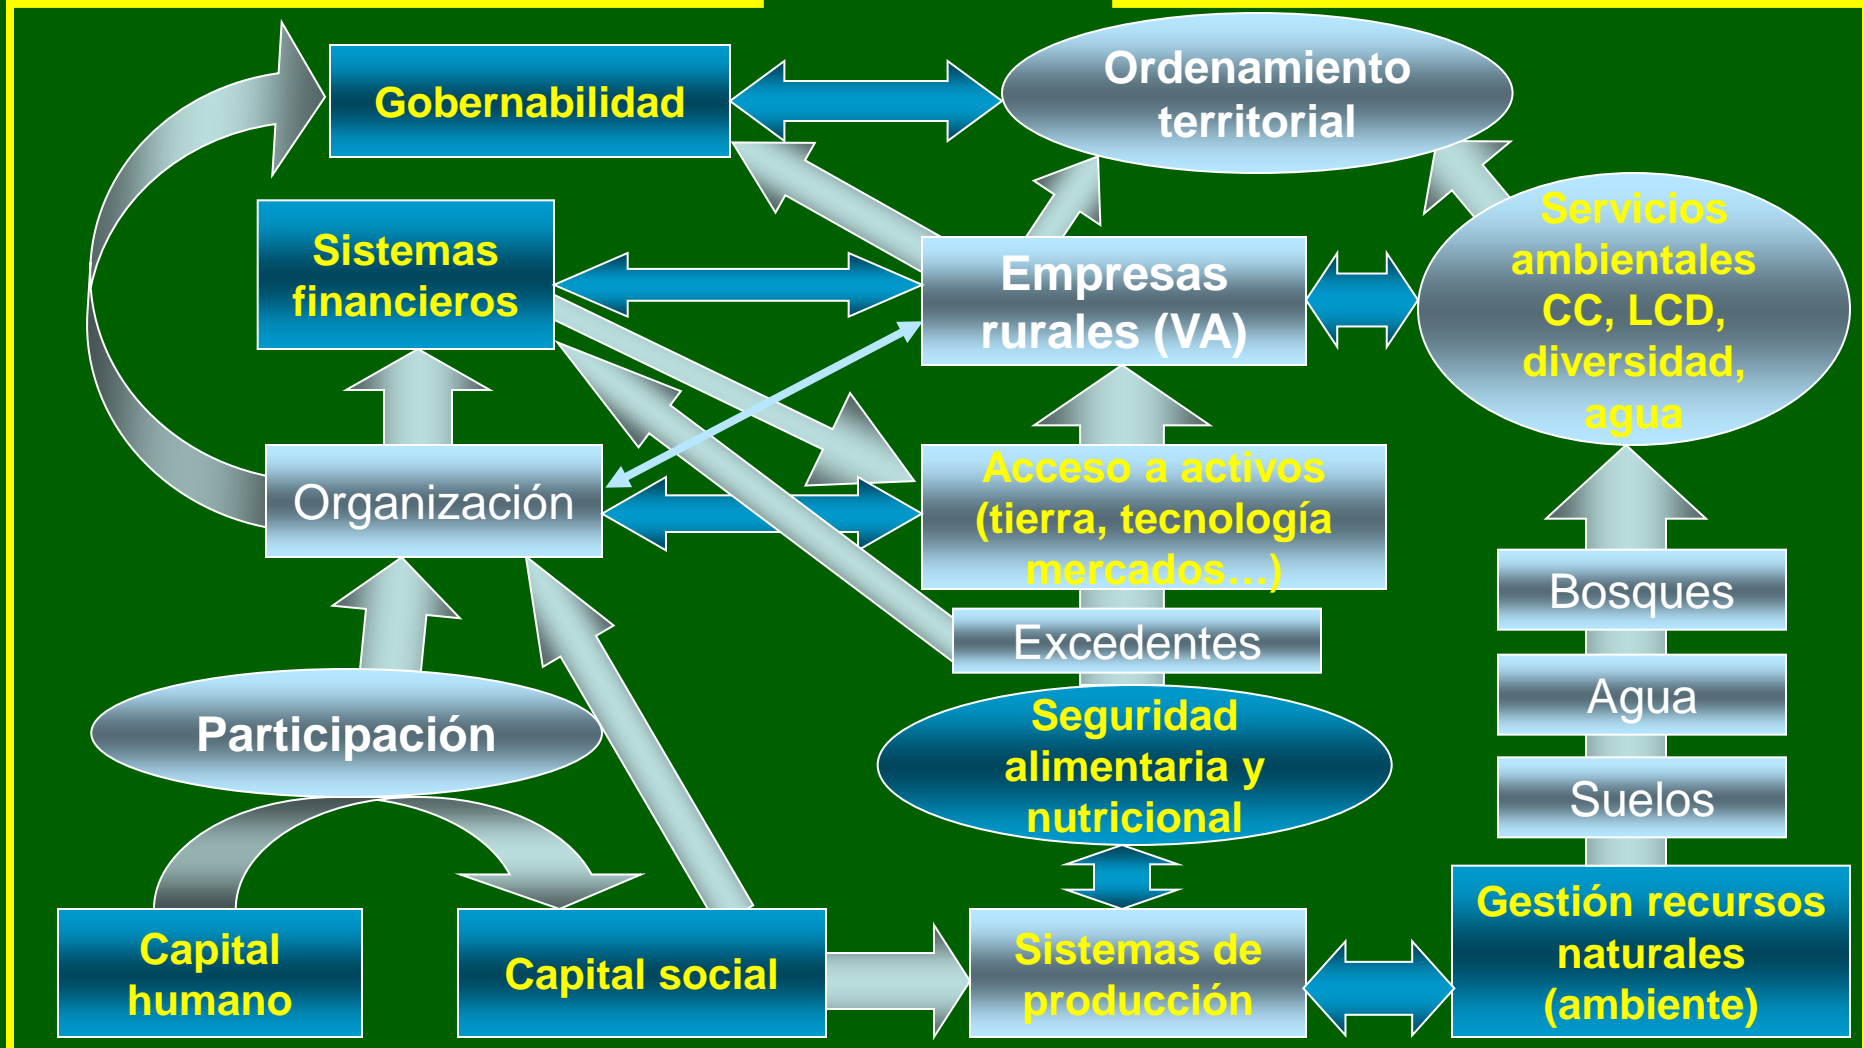 Gobernabilidad
Ordenamiento
territorial
Sistemas
financieros
Empresas
rurales (VA)
Servicios
ambientales
CC, LCD,
diversidad,
agua
Organización
Acceso a activos
(tierra, tecnología
mercados…)
Excedentes
Bosques
Agua
Suelos
Participación
Seguridad
alimentaria y
nutricional
Capital
humano
Capital social
Sistemas de
producción
Gestión recursos
naturales
(ambiente)